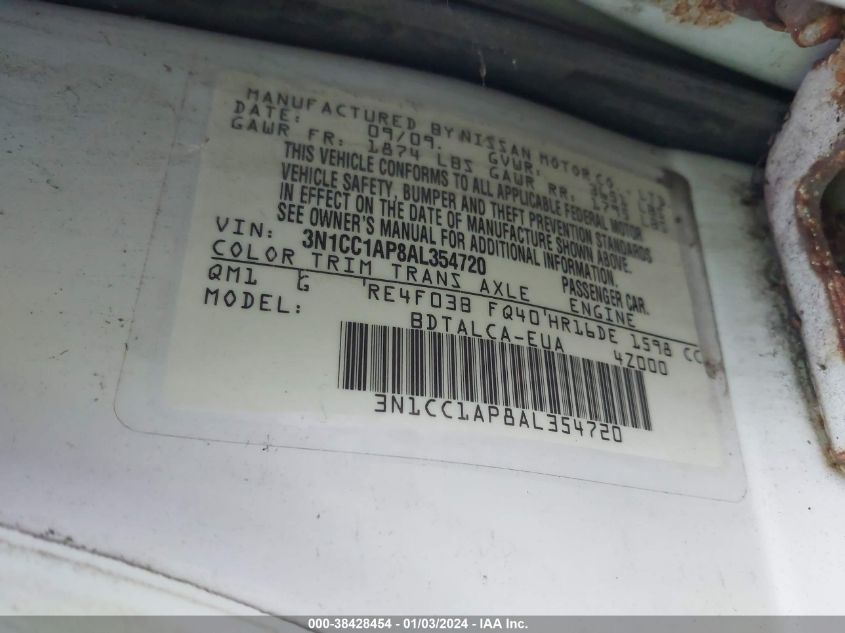 MANUFACTURED BY NISSAN MOTOR CO.,
DATE: 09/09. GVWR:
GAWR FR: 1874 LBS GAWR RR:
THIS VEHICLE CONFORMS TO ALL APPLICABLE FEDERAL MOTOR
VEHICLE SAFETY, BUMPER AND THEFT PREVENTION STANDARDS
IN EFFECT ON THE DATE OF MANUFACTURE SHOWN ABOVE.
SEE OWNER'S MANUAL FOR ADDITIONAL INFORMATION.
VIN: 3N1CC1AP8AL354720 PASSENGER CAR.
COLOR TRIM TRANS AXLE ENGINE
QM1 G 'RE4F03B FQ40'HR16DE 1598 CC
MODEL: BDTALCA-EUA 4Z000
3N1CC1AP8AL354720
000-38428454 - 01/03/2024 - IAA Inc.